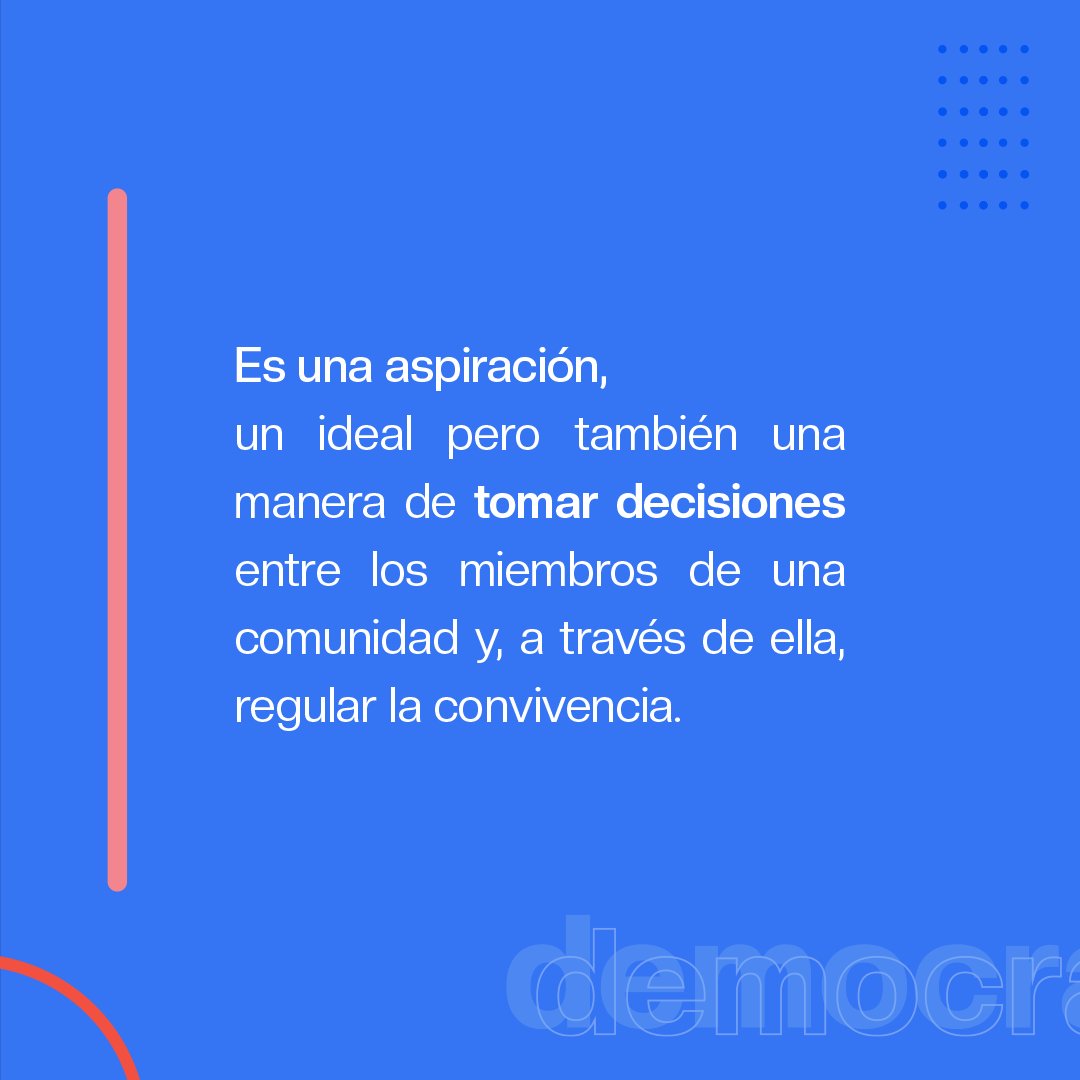 Es una aspiración,
un ideal pero también una
manera de tomar decisiones
entre los miembros de una
comunidad y, a través de ella,
regular la convivencia.
democra